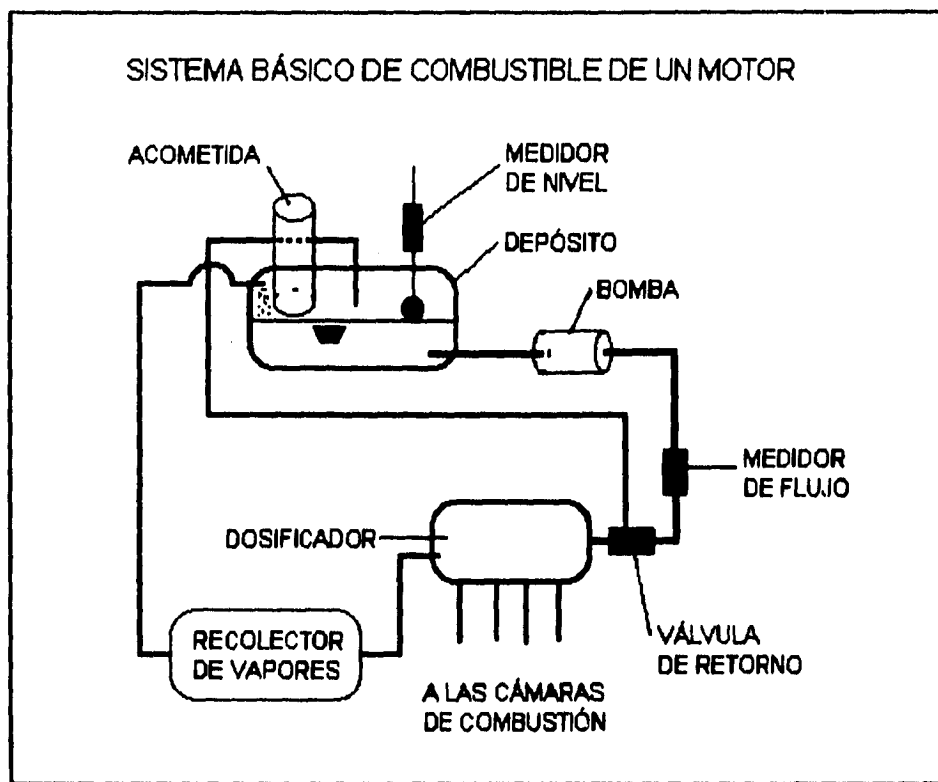 SISTEMA BÁSICO DE COMBUSTIBLE DE UN MOTOR
ACOMETIDA
MEDIDOR
DE NIVEL
DEPÓSITO
BOMBA
MEDIDOR
DE FLUJO
DOSIFICADOR
VÁLVULA
DE RETORNO
RECOLECTOR
DE VAPORES
A LAS CÁMARAS
DE COMBUSTIÓN